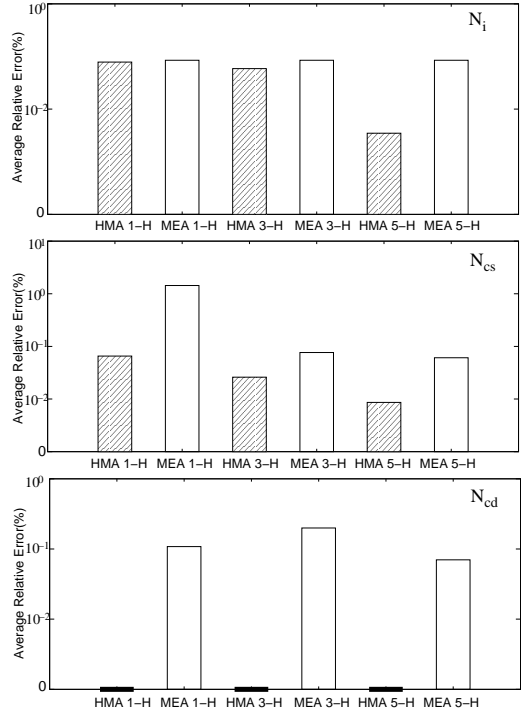 10^0
N_i
Average Relative Error(%)
10^−2
0
HMA 1−H MEA 1−H HMA 3−H MEA 3−H HMA 5−H MEA 5−H
10^1
N_cs
Average Relative Error(%)
10^0
10^−1
10^−2
0
HMA 1−H MEA 1−H HMA 3−H MEA 3−H HMA 5−H MEA 5−H
10^0
N_cd
Average Relative Error(%)
10^−1
10^−2
0
HMA 1−H MEA 1−H HMA 3−H MEA 3−H HMA 5−H MEA 5−H